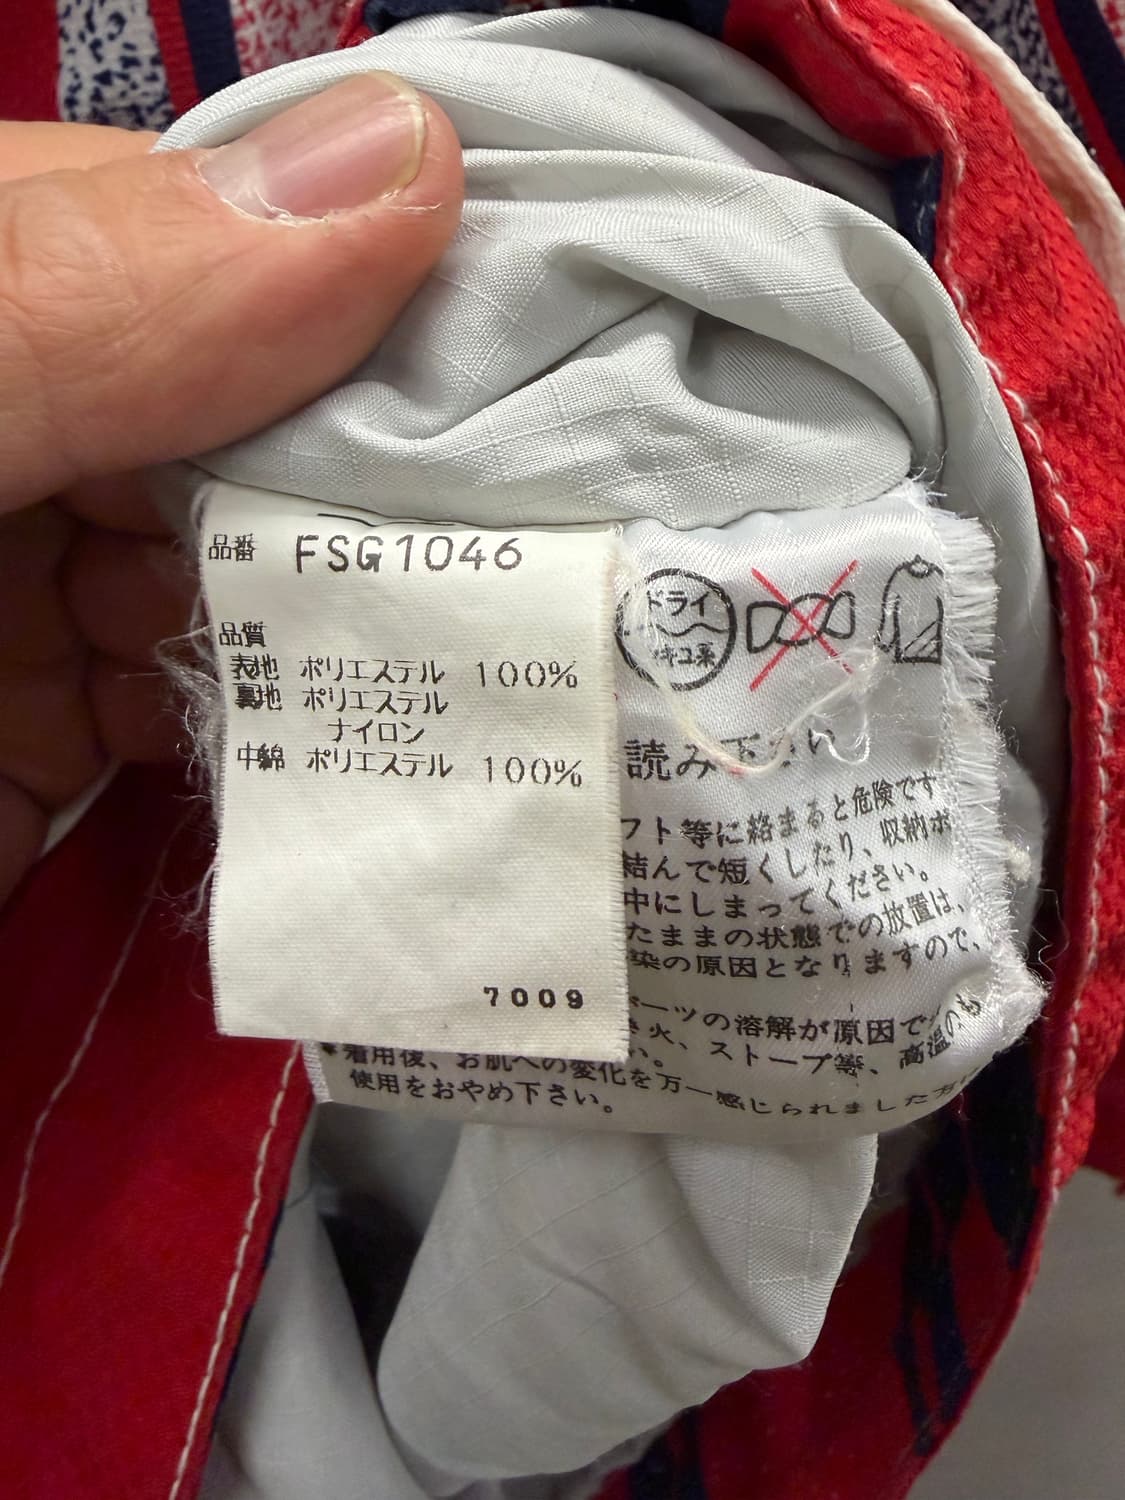 品番 FSG1046
品質
表地 ポリエステル 100%
裏地 ポリエステル
ナイロン
中綿 ポリエステル 100%
7009
ドライ
セキユ系
読み下さい
フト等に絡まると危険です
結んで短くしたり、収納ポ
中にしまってください。
たままの状態での放置は、
染の原因となりますので、
パーツの溶解が原因で
き火、ストーブ等、高温のも
い。
着用後、お肌への変化を万一感じられました
使用をおやめ下さい。